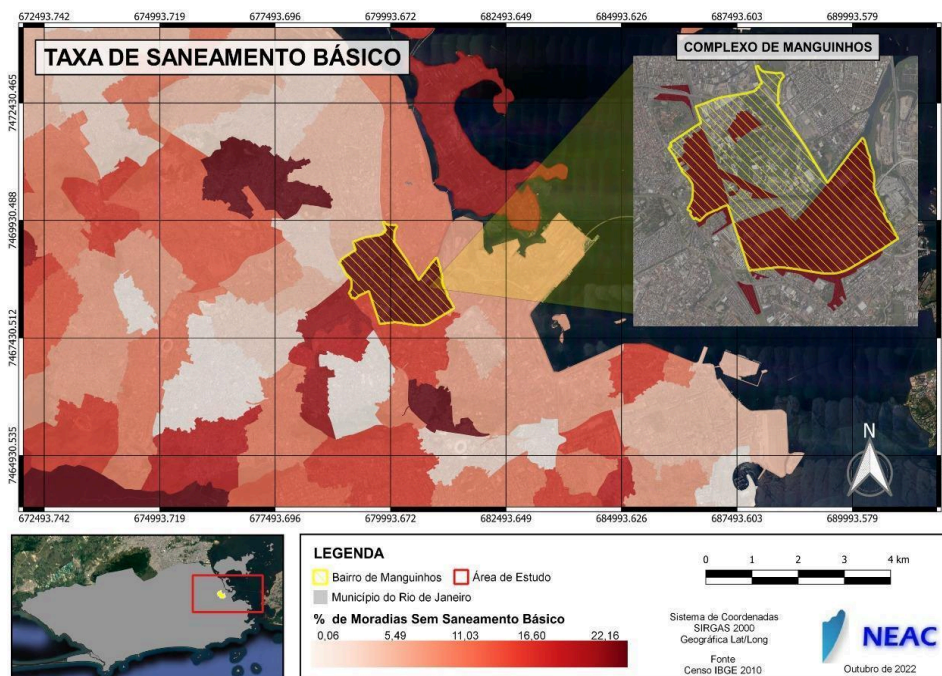 672493.742 674993.719 677493.696 679993.672 682493.649 684993.626 687493.603 689993.579
TAXA DE SANEAMENTO BÁSICO
COMPLEXO DE MANGUINHOS
7472430.465
7469930.488
7467430.512
7464930.535
N
672493.742 674993.719 677493.696 679993.672 682493.649 684993.626 687493.603 689993.579
LEGENDA
Bairro de Manguinhos Área de Estudo
Município do Rio de Janeiro
% de Moradias Sem Saneamento Básico
0,06 5,49 11,03 16,60 22,16
0 1 2 3 4 km
Sistema de Coordenadas
SIRGAS 2000
Geográfica Lat/Long
Fonte
Censo IBGE 2010
NEAC
Outubro de 2022